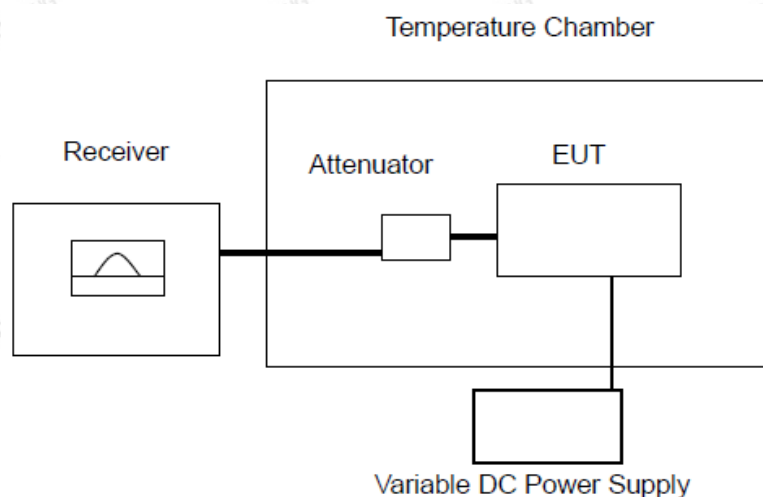 Temperature Chamber
Receiver
Attenuator
EUT
Variable DC Power Supply